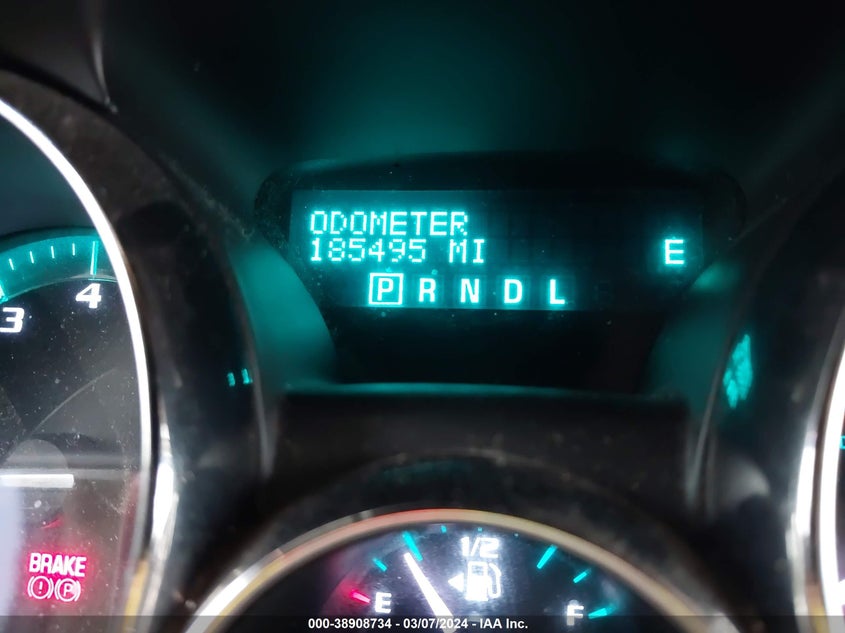 ODOMETER
185495 MI
E
P R N D L
3
4
BRAKE
P
1/2
E
F
000-38908734 - 03/07/2024 - IAA Inc.